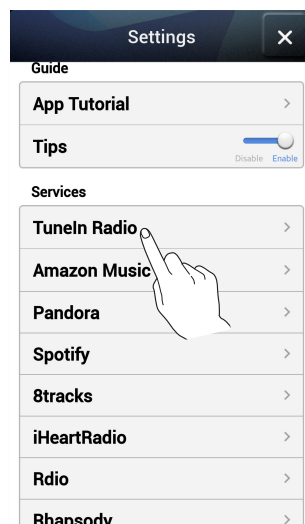 Settings
Guide
App Tutorial
Tips
Disable Enable
Services
TuneIn Radio
Amazon Music
Pandora
Spotify
8tracks
iHeartRadio
Rdio
Rhapsody